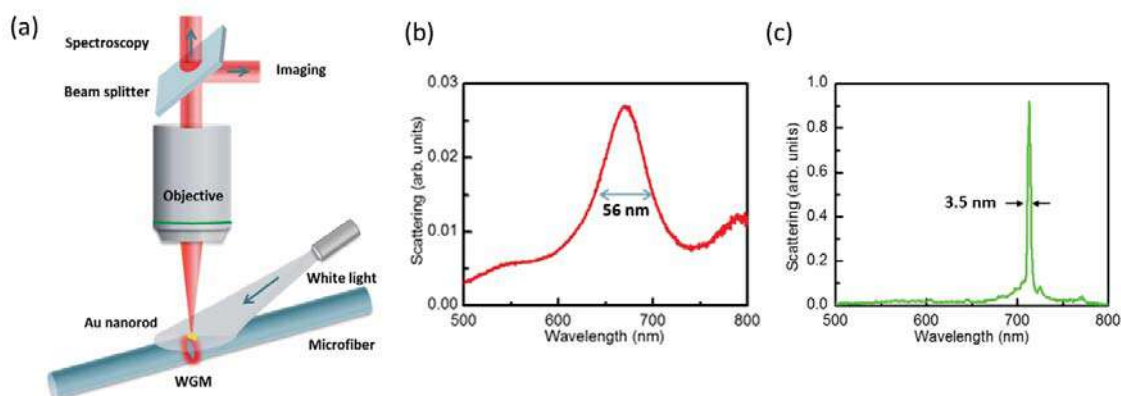 (a)
Spectroscopy
Imaging
Beam splitter
Objective
White light
Au nanorod
Microfiber
WGM
(b)
Scattering (arb. units)
0.03
0.02
0.01
0.00
56 nm
500 600 700 800
Wavelength (nm)
(c)
Scattering (arb. units)
1.0
0.8
0.6
0.4
0.2
0.0
3.5 nm
500 600 700 800
Wavelength (nm)